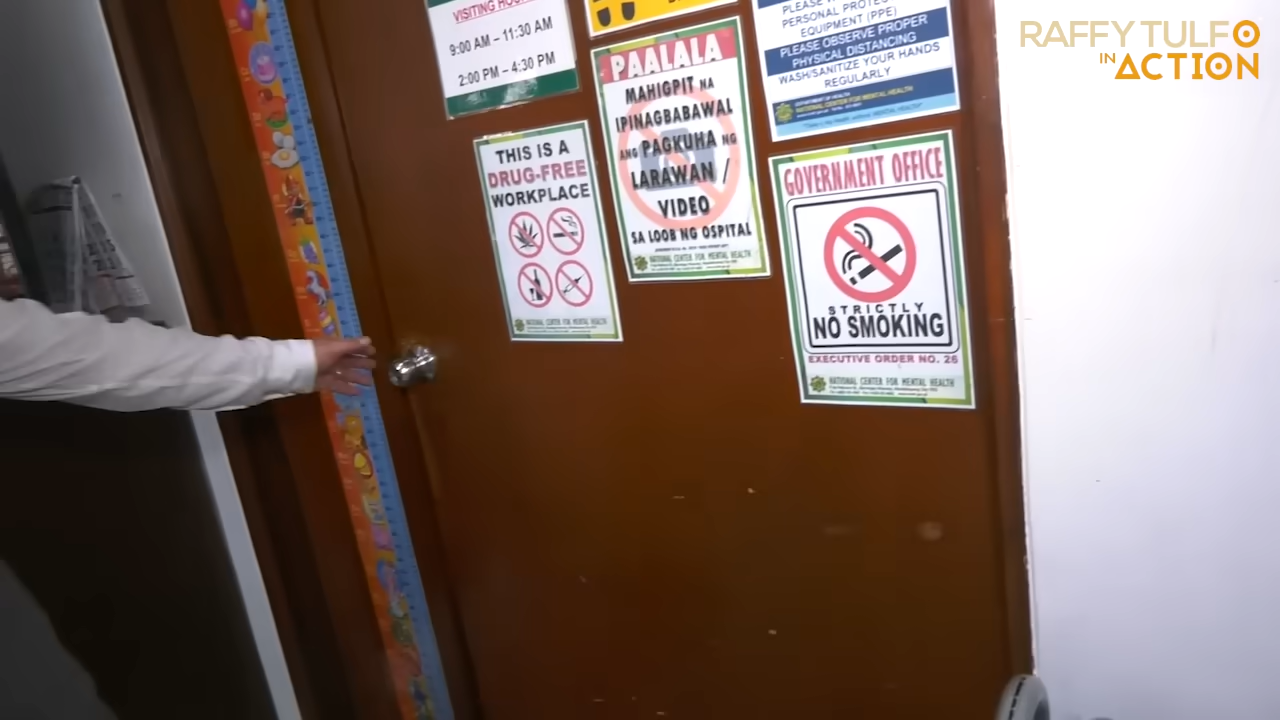 RAFFY TULFO
IN ACTION
VISITING
9:00 AM – 11:30 AM
2:00 PM – 4:30 PM
PAALALA
MAHIGPIT NA
IPINAGBABAWAL
ANG PAGKUHA NG
LARAWAN /
VIDEO
SA LOOB NG OSPITAL
NATIONAL CENTER FOR MENTAL HEALTH
PLEASE
PERSONAL
EQUIPMENT (PPE)
PLEASE OBSERVE PROPER
PHYSICAL DISTANCING
WASH/SANITIZE YOUR HANDS
REGULARLY
DEPARTMENT OF HEALTH
NATIONAL CENTER FOR MENTAL HEALTH
THIS IS A
DRUG-FREE
WORKPLACE
NATIONAL CENTER FOR MENTAL HEALTH
GOVERNMENT OFFICE
STRICTLY
NO SMOKING
EXECUTIVE ORDER NO. 26
NATIONAL CENTER FOR MENTAL HEALTH